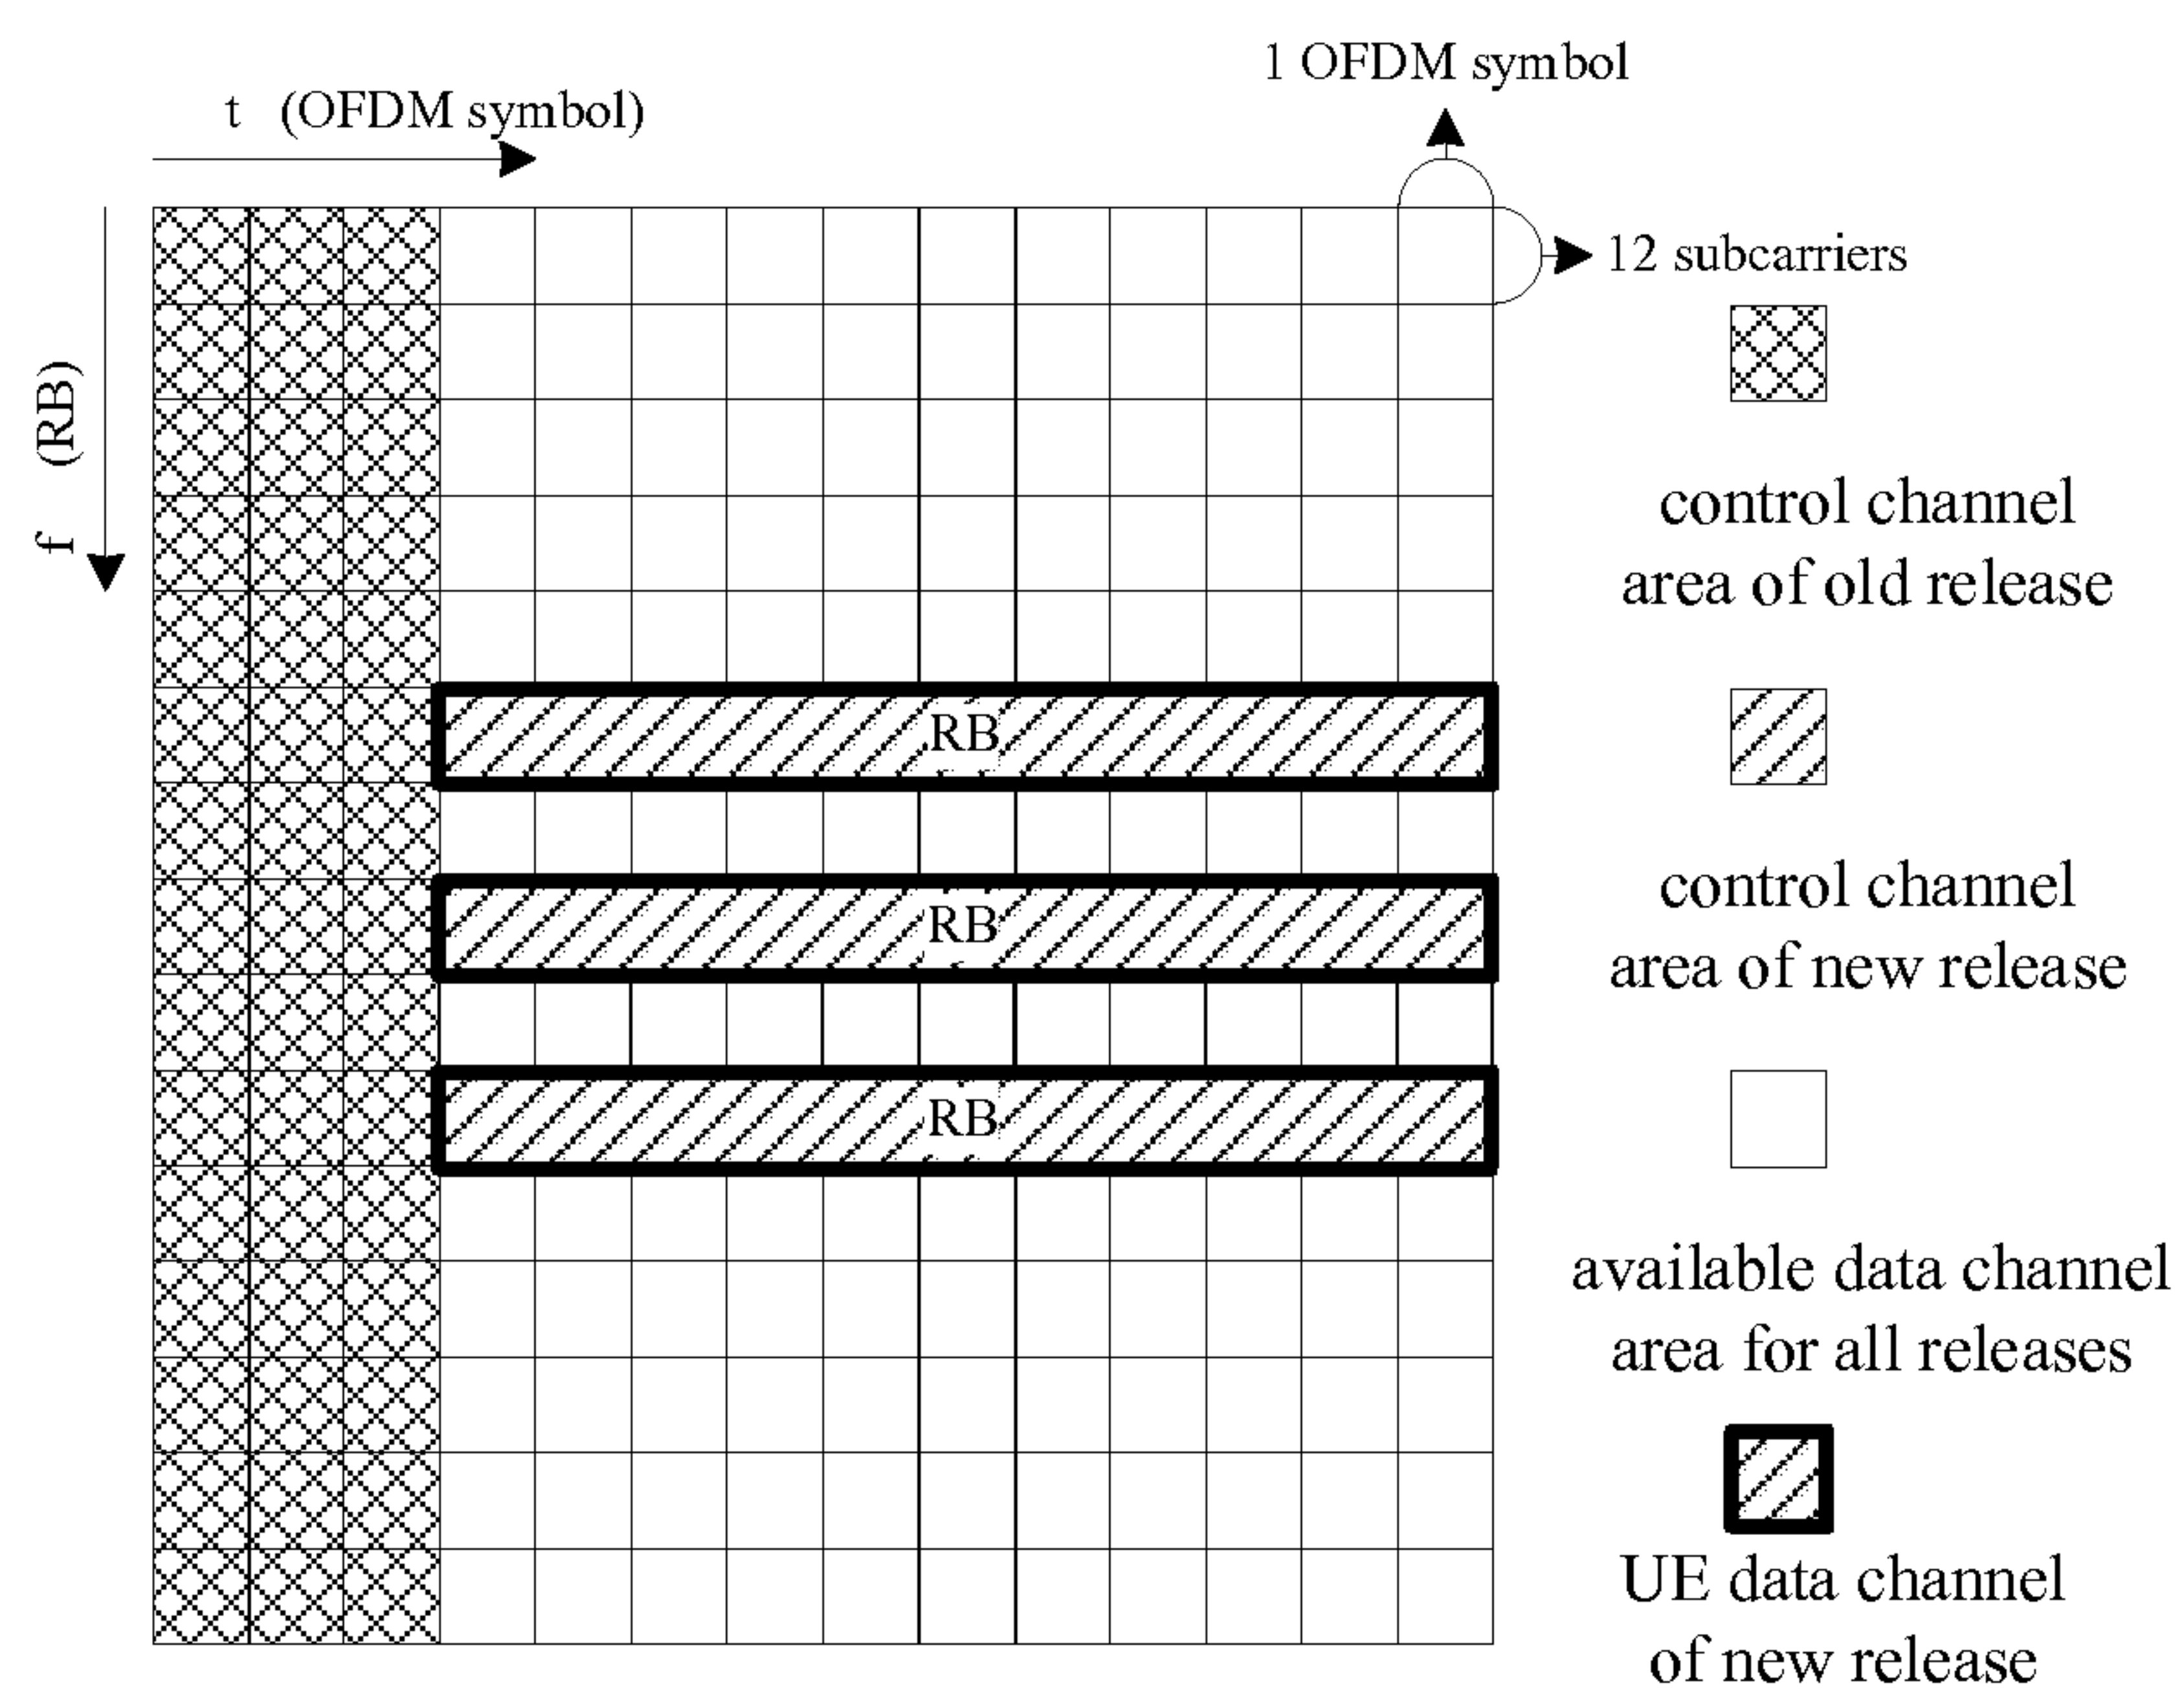 1 OFDM symbol
t (OFDM symbol)
12 subcarriers
f (RB)
control channel
area of old release
RB
control channel
area of new release
RB
RB
available data channel
area for all releases
UE data channel
of new release